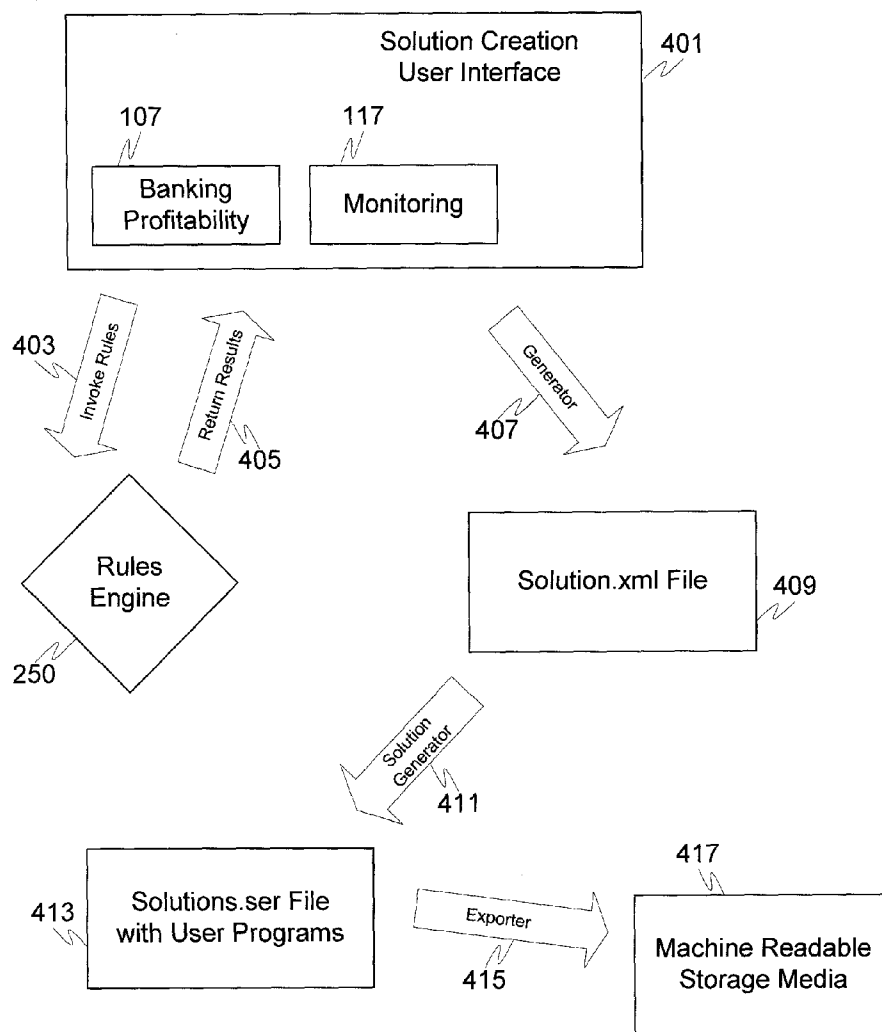 Solution Creation
User Interface
401
107
117
Banking
Profitability
Monitoring
403
Invoke Rules
Return Results
405
Generator
407
Rules
Engine
250
Solution.xml File
409
Solution
Generator
411
413
Solutions.ser File
with User Programs
Exporter
415
417
Machine Readable
Storage Media